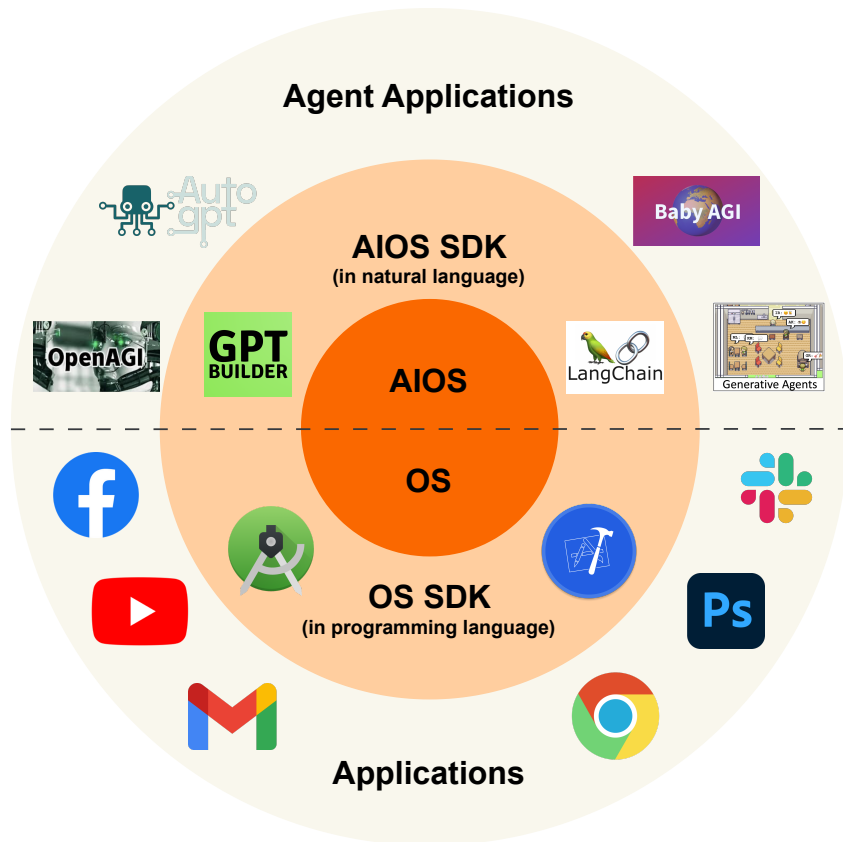 Agent Applications
Auto
gpt
Baby AGI
AIOS SDK
(in natural language)
OpenAGI
GPT
BUILDER
AIOS
LangChain
Generative Agents
OS
OS SDK
(in programming language)
Ps
Applications